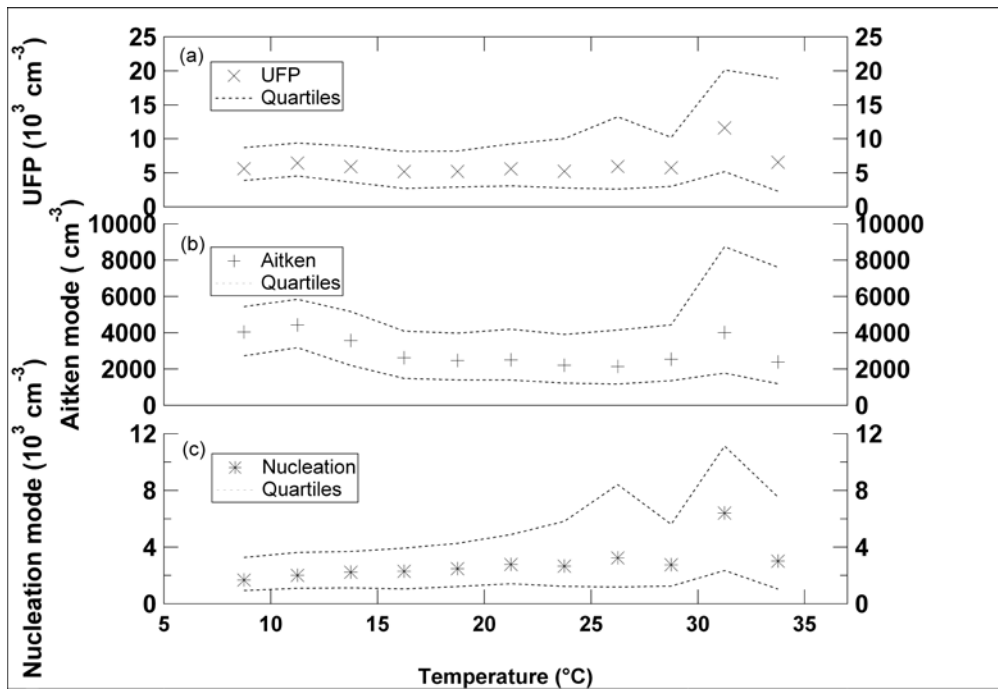 UFP (10³ cm⁻³)
25
20
15
10
5
0
(a)
UFP
Quartiles
25
20
15
10
5
0
Aitken mode ( cm⁻³)
10000
8000
6000
4000
2000
0
(b)
Aitken
Quartiles
10000
8000
6000
4000
2000
0
Nucleation mode (10³ cm⁻³)
12
8
4
0
(c)
Nucleation
Quartiles
12
8
4
0
5 10 15 20 25 30 35
Temperature (°C)